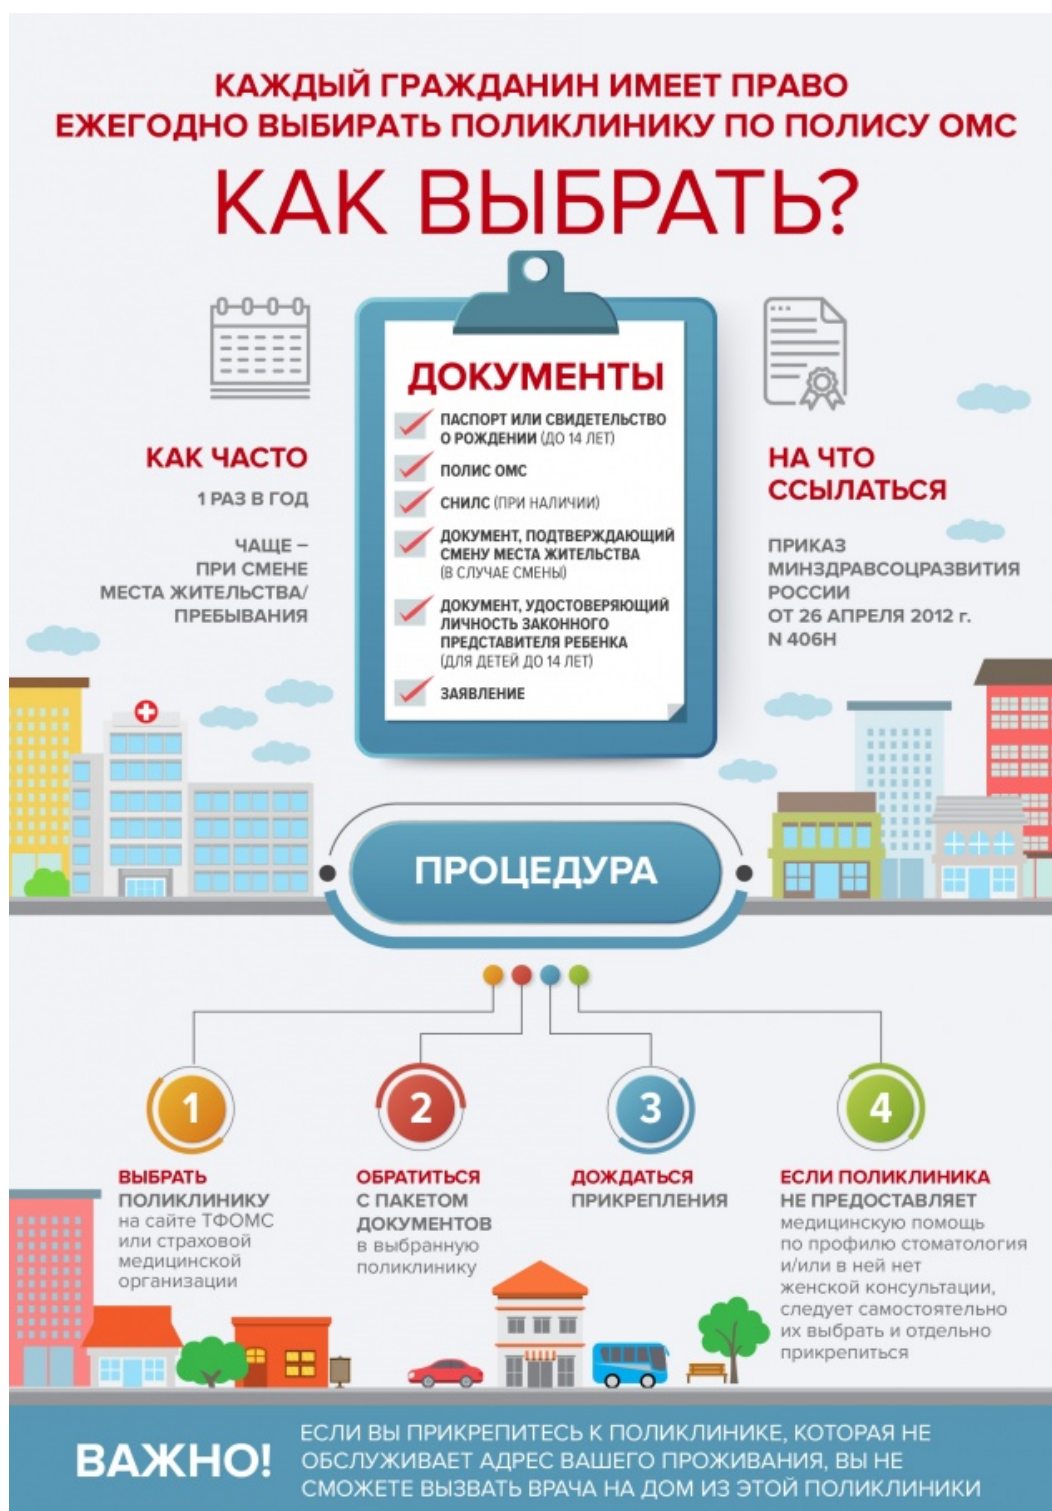 КАЖДЫЙ ГРАЖДАНИН ИМЕЕТ ПРАВО
ЕЖЕГОДНО ВЫБИРАТЬ ПОЛИКЛИНИКУ ПО ПОЛИСУ ОМС
КАК ВЫБРАТЬ?
КАК ЧАСТО
1 РАЗ В ГОД
ЧАЩЕ –
ПРИ СМЕНЕ
МЕСТА ЖИТЕЛЬСТВА/
ПРЕБЫВАНИЯ
ДОКУМЕНТЫ
ПАСПОРТ ИЛИ СВИДЕТЕЛЬСТВО
О РОЖДЕНИИ (ДО 14 ЛЕТ)
ПОЛИС ОМС
СНИЛС (ПРИ НАЛИЧИИ)
ДОКУМЕНТ, ПОДТВЕРЖДАЮЩИЙ
СМЕНУ МЕСТА ЖИТЕЛЬСТВА
(В СЛУЧАЕ СМЕНЫ)
ДОКУМЕНТ, УДОСТОВЕРЯЮЩИЙ
ЛИЧНОСТЬ ЗАКОННОГО
ПРЕДСТАВИТЕЛЯ РЕБЕНКА
(ДЛЯ ДЕТЕЙ ДО 14 ЛЕТ)
ЗАЯВЛЕНИЕ
НА ЧТО
ССЫЛАТЬСЯ
ПРИКАЗ
МИНЗДРАВСОЦРАЗВИТИЯ
РОССИИ
ОТ 26 АПРЕЛЯ 2012 г.
N 406Н
ПРОЦЕДУРА
1
ВЫБРАТЬ
ПОЛИКЛИНИКУ
на сайте ТФОМС
или страховой
медицинской
организации
2
ОБРАТИТЬСЯ
С ПАКЕТОМ
ДОКУМЕНТОВ
в выбранную
поликлинику
3
ДОЖДАТЬСЯ
ПРИКРЕПЛЕНИЯ
4
ЕСЛИ ПОЛИКЛИНИКА
НЕ ПРЕДОСТАВЛЯЕТ
медицинскую помощь
по профилю стоматология
и/или в ней нет
женской консультации,
следует самостоятельно
их выбрать и отдельно
прикрепиться
ВАЖНО!
ЕСЛИ ВЫ ПРИКРЕПИТЕСЬ К ПОЛИКЛИНИКЕ, КОТОРАЯ НЕ
ОБСЛУЖИВАЕТ АДРЕС ВАШЕГО ПРОЖИВАНИЯ, ВЫ НЕ
СМОЖЕТЕ ВЫЗВАТЬ ВРАЧА НА ДОМ ИЗ ЭТОЙ ПОЛИКЛИНИКИ